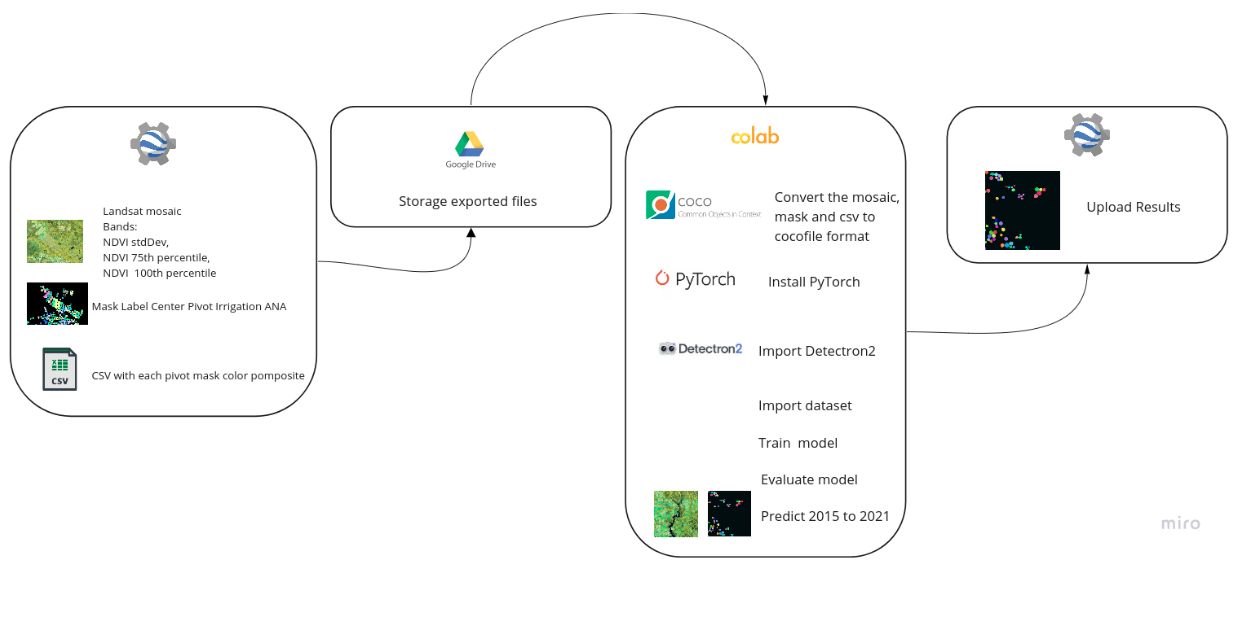 Landsat mosaic
Bands:
NDVI stdDev,
NDVI 75th percentile,
NDVI 100th percentile
Mask Label Center Pivot Irrigation ANA
CSV
CSV with each pivot mask color pomposite
Google Drive
Storage exported files
colab
COCO
Common Objects in Context
Convert the mosaic,
mask and csv to
cocofile format
PyTorch
Install PyTorch
Detectron2
Import Detectron2
Import dataset
Train model
Evaluate model
Predict 2015 to 2021
Upload Results
miro